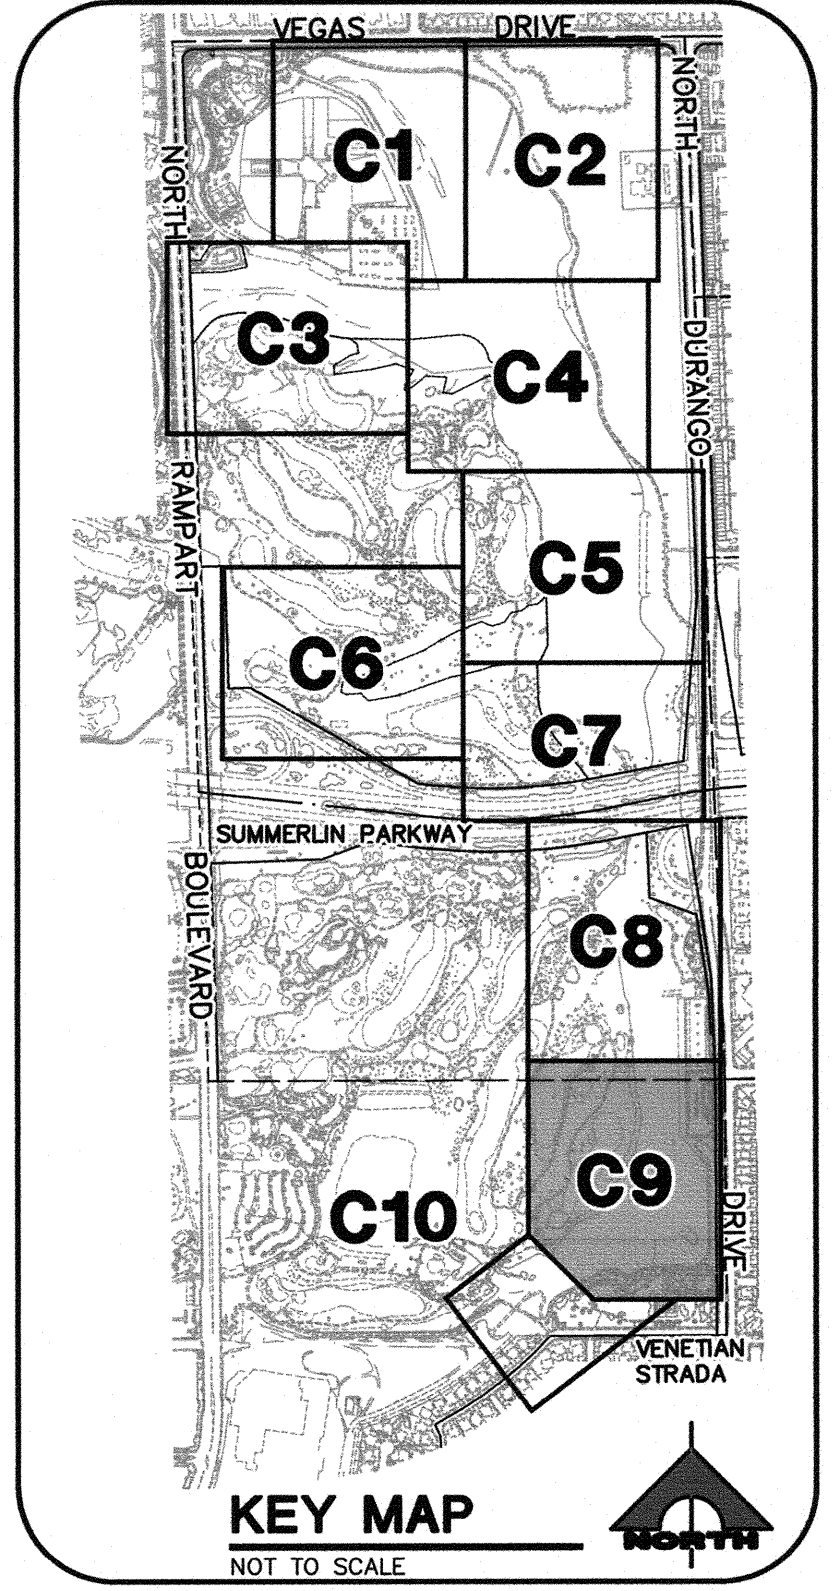 VEGAS DRIVE
NORTH
C1
C2
NORTH
C3
C4
DURANGO
RAMPART
C5
C6
C7
SUMMERLIN PARKWAY
BOULEVARD
C8
C9
C10
DRIVE
VENETIAN
STRADA
KEY MAP
NOT TO SCALE
NORTH